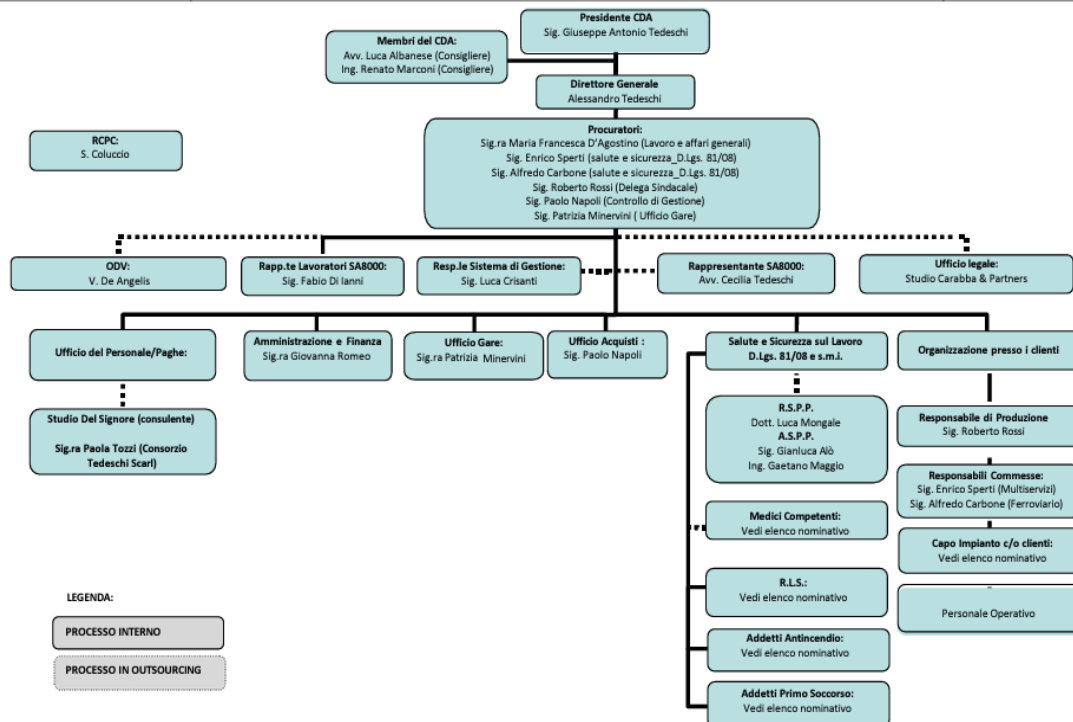 Presidente CDA
Sig. Giuseppe Antonio Tedeschi
Membri del CDA:
Avv. Luca Albanese (Consigliere)
Ing. Renato Marconi (Consigliere)
Direttore Generale
Alessandro Tedeschi
RCPC:
S. Coluccio
Procuratori:
Sig.ra Maria Francesca D'Agostino (Lavoro e affari generali)
Sig. Enrico Sperti (salute e sicurezza_D.Lgs. 81/08)
Sig. Alfredo Carbone (salute e sicurezza_D.Lgs. 81/08)
Sig. Roberto Rossi (Delega Sindacale)
Sig. Paolo Napoli (Controllo di Gestione)
Sig. Patrizia Minervini ( Ufficio Gare)
ODV:
V. De Angelis
Rapp.te Lavoratori SA8000:
Sig. Fabio Di Ianni
Resp.le Sistema di Gestione:
Sig. Luca Crisanti
Rappresentante SA8000:
Avv. Cecilia Tedeschi
Ufficio legale:
Studio Carabba & Partners
Ufficio del Personale/Paghe:
Amministrazione e Finanza
Sig.ra Giovanna Romeo
Ufficio Gare:
Sig.ra Patrizia Minervini
Ufficio Acquisti :
Sig. Paolo Napoli
Salute e Sicurezza sul Lavoro
D.Lgs. 81/08 e s.m.i.
Organizzazione presso i clienti
Studio Del Signore (consulente)
Sig.ra Paola Tozzi (Consorzio
Tedeschi Scarl)
R.S.P.P.
Dott. Luca Mongale
A.S.P.P.
Sig. Gianluca Alò
Ing. Gaetano Maggio
Responsabile di Produzione
Sig. Roberto Rossi
Responsabili Commesse:
Sig. Enrico Sperti (Multiservizi)
Sig. Alfredo Carbone (Ferroviario)
Medici Competenti:
Vedi elenco nominativo
Capo Impianto c/o clienti:
Vedi elenco nominativo
R.L.S.:
Vedi elenco nominativo
Personale Operativo
Addetti Antincendio:
Vedi elenco nominativo
Addetti Primo Soccorso:
Vedi elenco nominativo
LEGENDA:
PROCESSO INTERNO
PROCESSO IN OUTSOURCING